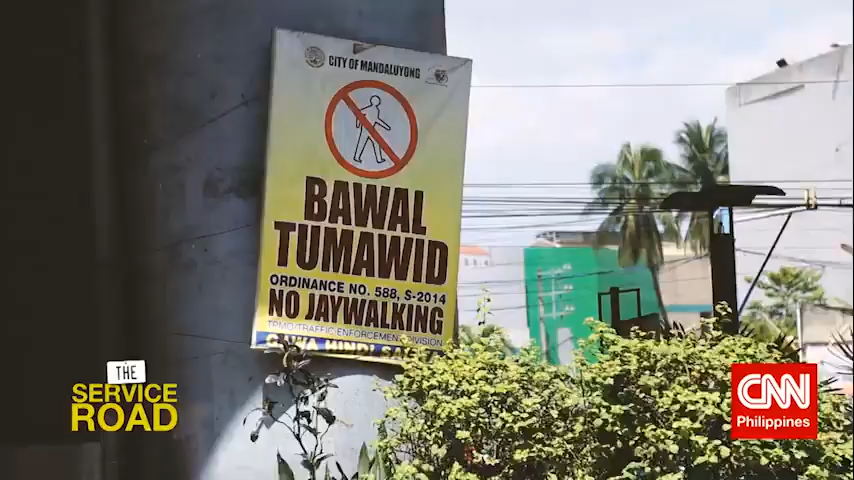 CITY OF MANDALUYONG
BAWAL
TUMAWID
ORDINANCE NO. 588, S-2014
NO JAYWALKING
TPMO/TRAFFIC ENFORCEMENT DIVISION
HINDI
THE
SERVICE
ROAD
CNN
Philippines